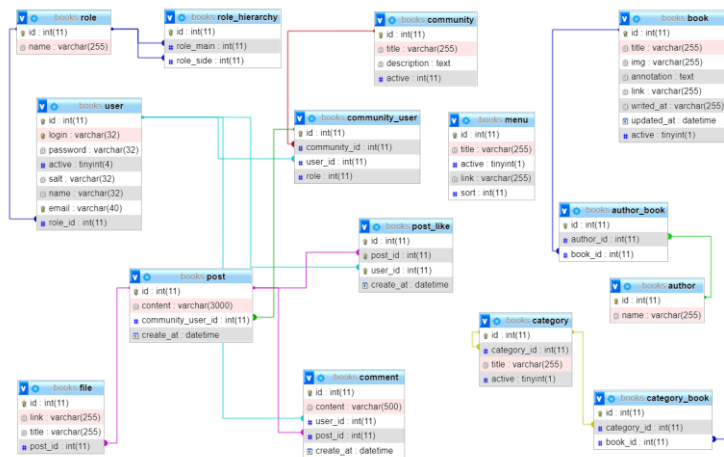 books role
id : int(11)
name : varchar(255)
books role_hierarchy
id : int(11)
role_main : int(11)
role_side : int(11)
books community
id : int(11)
title : varchar(255)
description : text
active : int(11)
books book
id : int(11)
title : varchar(255)
img : varchar(255)
annotation : text
link : varchar(255)
writed_at : varchar(255)
updated_at : datetime
active : tinyint(1)
books user
id : int(11)
login : varchar(32)
password : varchar(32)
active : tinyint(4)
salt : varchar(32)
name : varchar(32)
email : varchar(40)
role_id : int(11)
books community_user
id : int(11)
community_id : int(11)
user_id : int(11)
role : int(11)
books menu
id : int(11)
title : varchar(255)
active : tinyint(1)
link : varchar(255)
sort : int(11)
books author_book
id : int(11)
author_id : int(11)
book_id : int(11)
books post_like
id : int(11)
post_id : int(11)
user_id : int(11)
create_at : datetime
books post
id : int(11)
content : varchar(3000)
community_user_id : int(11)
create_at : datetime
books author
id : int(11)
name : varchar(255)
books category
id : int(11)
category_id : int(11)
title : varchar(255)
active : tinyint(1)
books file
id : int(11)
link : varchar(255)
title : varchar(255)
post_id : int(11)
books comment
id : int(11)
content : varchar(500)
user_id : int(11)
post_id : int(11)
create_at : datetime
books category_book
id : int(11)
category_id : int(11)
book_id : int(11)